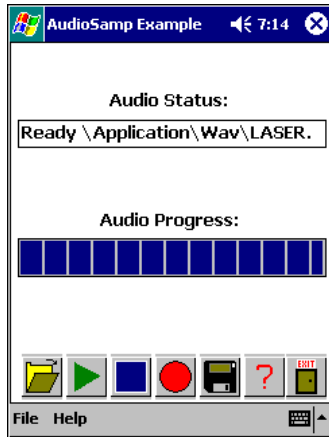 AudioSamp Example 7:14
Audio Status:
Ready \Application\Wav\LASER.
Audio Progress:
?
EXIT
File Help